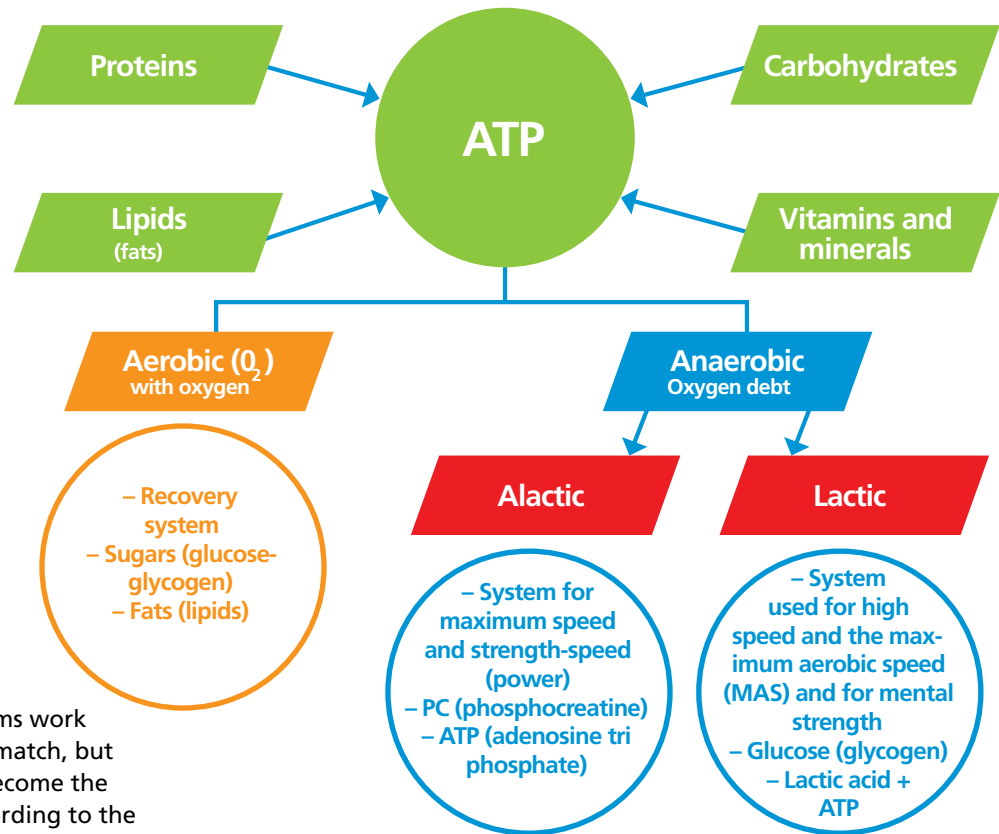 Proteins
Carbohydrates
ATP
Lipids
(fats)
Vitamins and
minerals
Aerobic (0₂)
with oxygen
Anaerobic
Oxygen debt
– Recovery
system
– Sugars (glucose-
glycogen)
– Fats (lipids)
Alactic
Lactic
– System for
maximum speed
and strength-speed
(power)
– PC (phosphocreatine)
– ATP (adenosine tri
phosphate)
– System
used for high
speed and the max-
imum aerobic speed
(MAS) and for mental
strength
– Glucose (glycogen)
– Lactic acid +
ATP
ms work
match, but
ecome the
rding to the